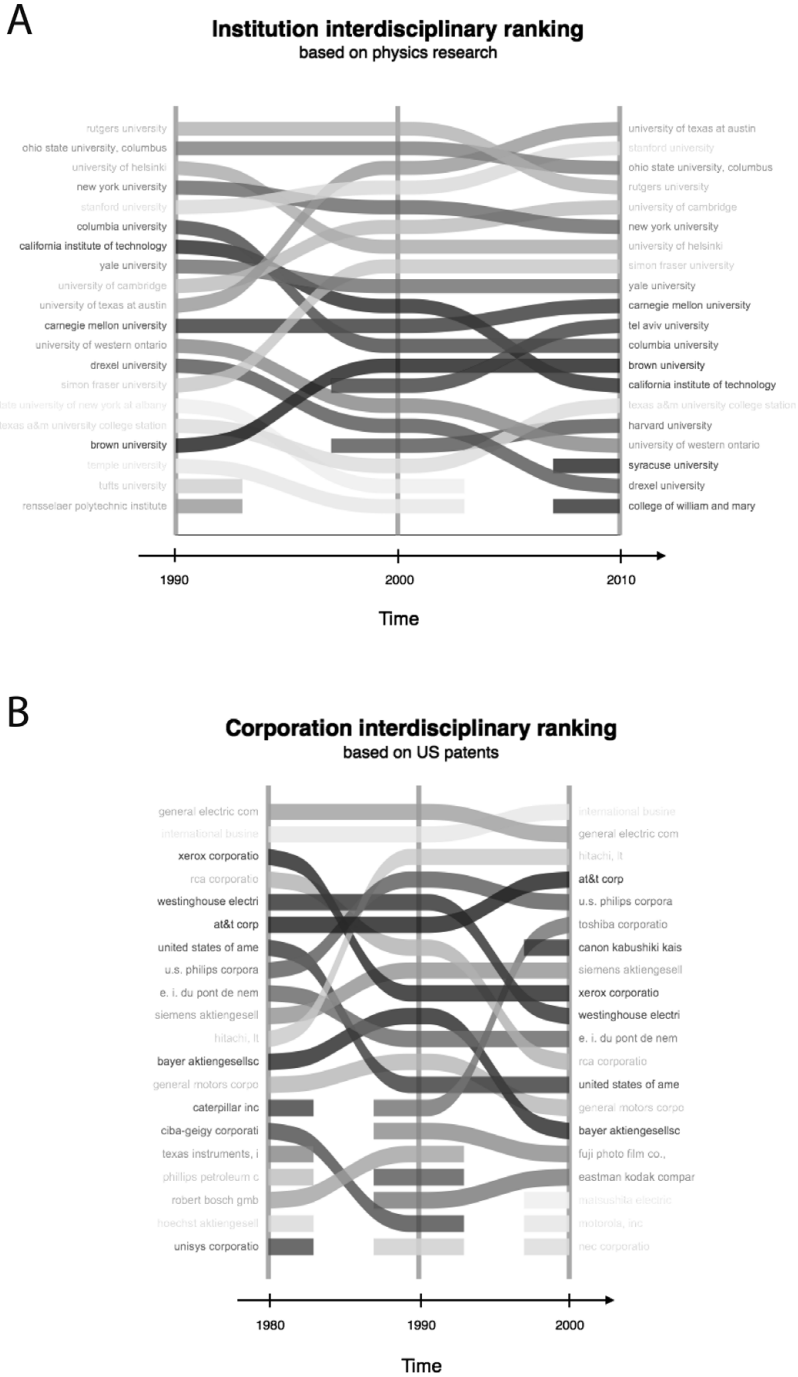 A
Institution interdisciplinary ranking
based on physics research
rutgers university
ohio state university, columbus
university of helsinki
new york university
stanford university
columbia university
california institute of technology
yale university
university of cambridge
university of texas at austin
carnegie mellon university
university of western ontario
drexel university
simon fraser university
university of new york at albany
texas a&m university college station
brown university
temple university
tufts university
rensselaer polytechnic institute
university of texas at austin
stanford university
ohio state university, columbus
rutgers university
university of cambridge
new york university
university of helsinki
simon fraser university
yale university
carnegie mellon university
tel aviv university
columbia university
brown university
california institute of technology
texas a&m university college station
harvard university
university of western ontario
syracuse university
drexel university
college of william and mary
1990
2000
2010
Time
B
Corporation interdisciplinary ranking
based on US patents
general electric com
international busine
xerox corporatio
rca corporatio
westinghouse electri
at&t corp
united states of ame
u.s. philips corpora
e. i. du pont de nem
siemens aktiengesell
hitachi, lt
bayer aktiengesellsc
general motors corpo
caterpillar inc
ciba-geigy corporati
texas instruments, i
phillips petroleum c
robert bosch gmb
hoechst aktiengesell
unisys corporatio
international busine
general electric com
hitachi, lt
at&t corp
u.s. philips corpora
toshiba corporatio
canon kabushiki kais
siemens aktiengesell
xerox corporatio
westinghouse electri
e. i. du pont de nem
rca corporatio
united states of ame
general motors corpo
bayer aktiengesellsc
fuji photo film co.,
eastman kodak compar
matsushita electric
motorola, inc
nec corporatio
1980
1990
2000
Time